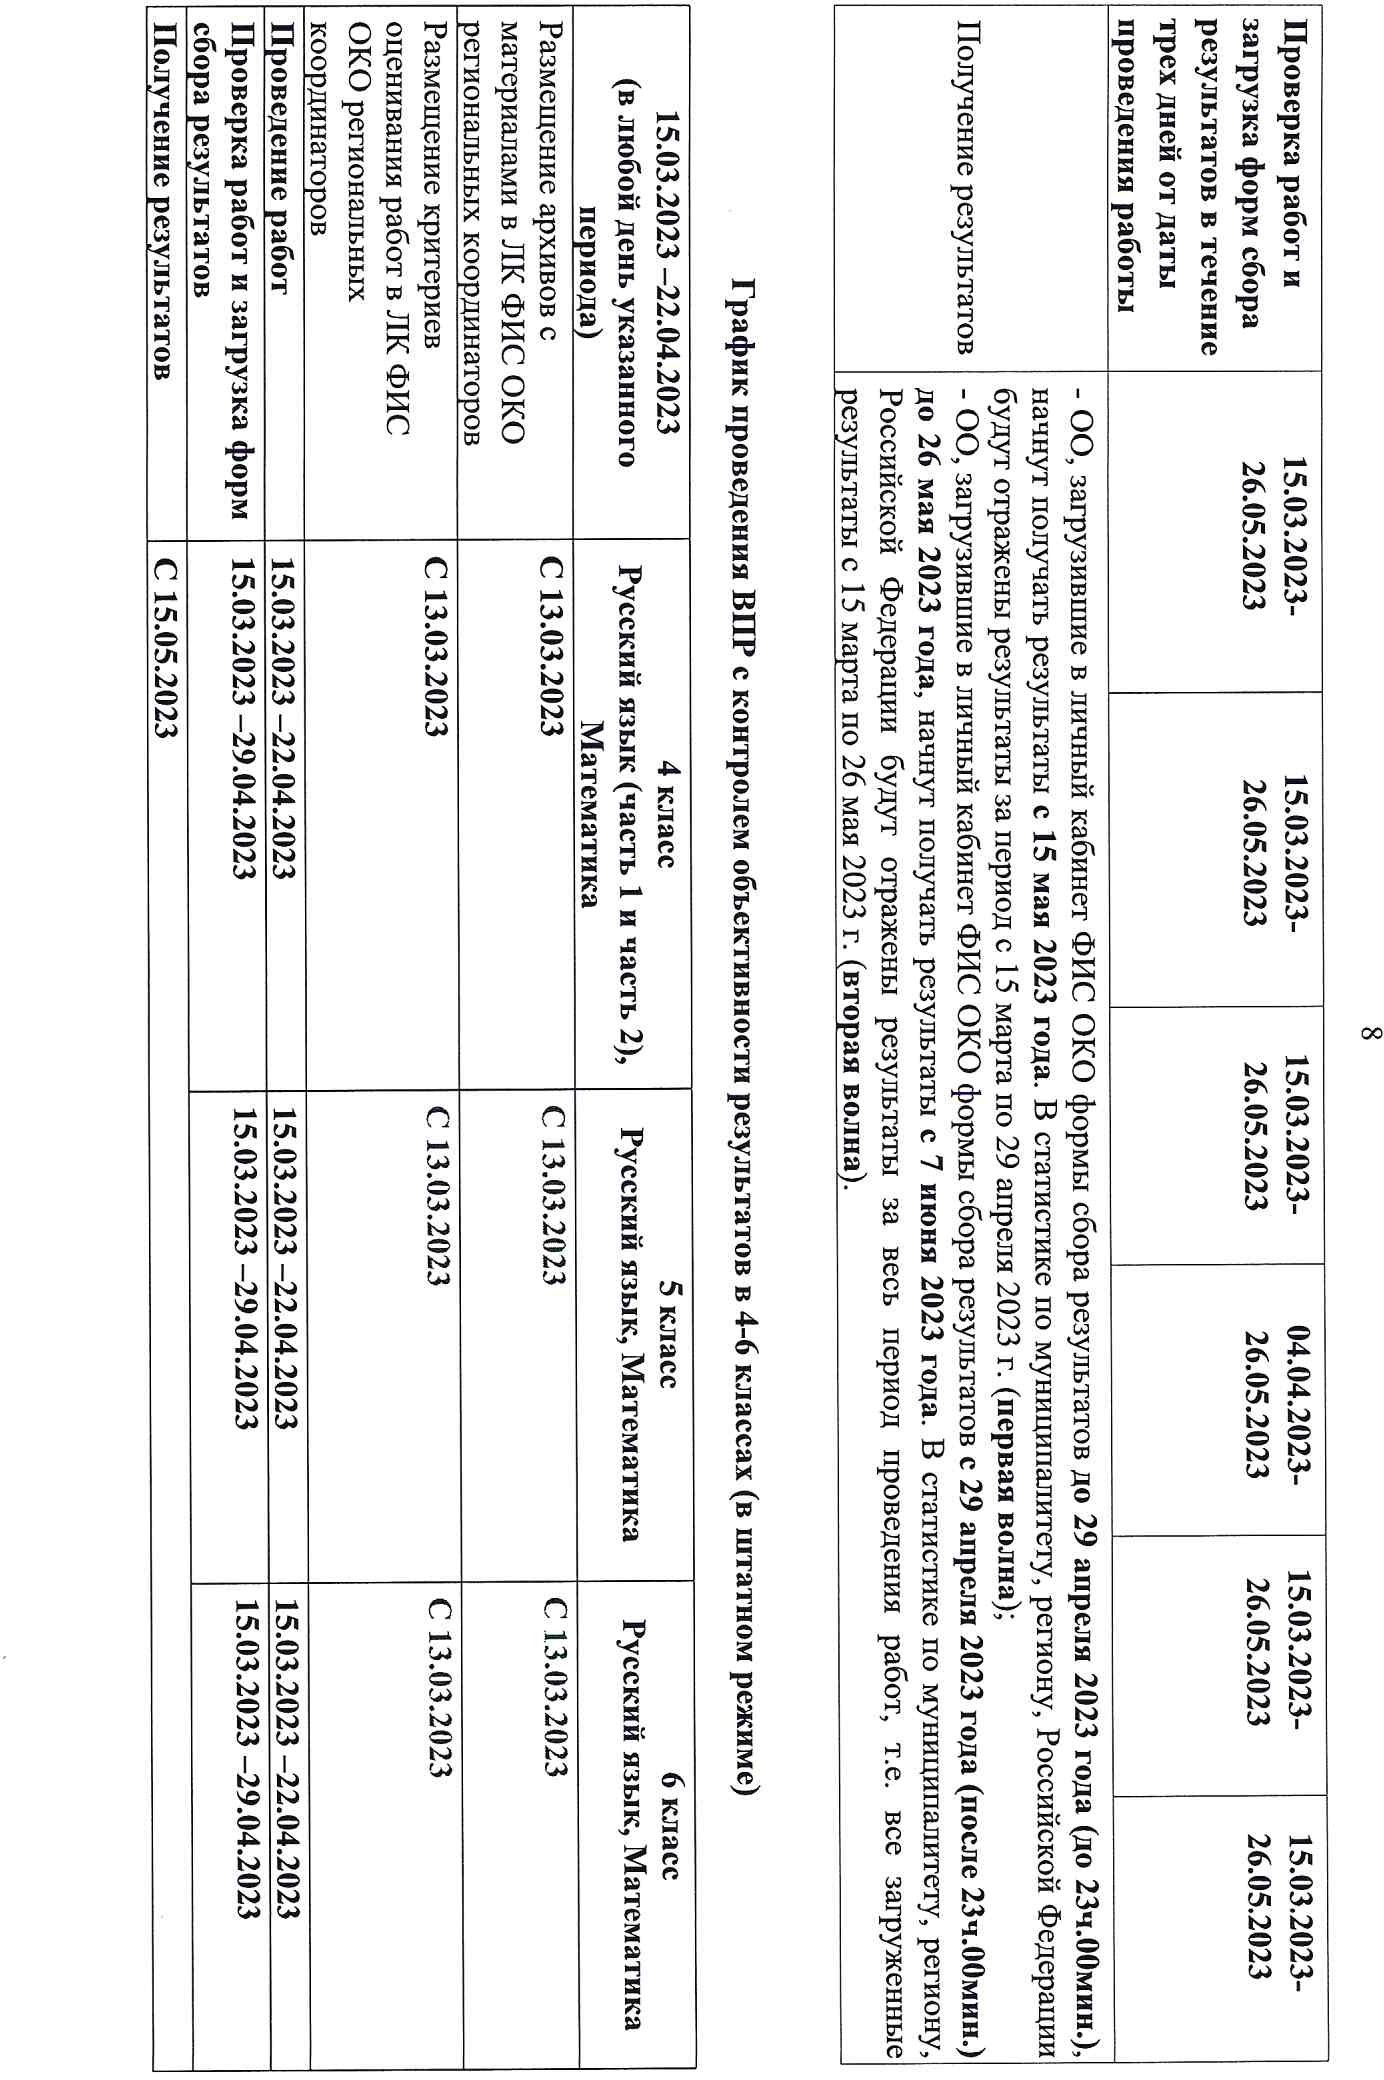 8
Проверка работ и
загрузка форм сбора
результатов в течение
трех дней от даты
проведения работы
15.03.2023-
26.05.2023
15.03.2023-
26.05.2023
15.03.2023-
26.05.2023
04.04.2023-
26.05.2023
15.03.2023-
26.05.2023
15.03.2023-
26.05.2023
Получение результатов
- ОО, загрузившие в личный кабинет ФИС ОКО формы сбора результатов до 29 апреля 2023 года (до 23ч.00мин.),
начнут получать результаты с 15 мая 2023 года. В статистике по муниципалитету, региону, Российской Федерации
будут отражены результаты за период с 15 марта по 29 апреля 2023 г. (первая волна);
- ОО, загрузившие в личный кабинет ФИС ОКО формы сбора результатов с 29 апреля 2023 года (после 23ч.00мин.)
до 26 мая 2023 года, начнут получать результаты с 7 июня 2023 года. В статистике по муниципалитету, региону,
Российской Федерации будут отражены результаты за весь период проведения работ, т.е. все загруженные
результаты с 15 марта по 26 мая 2023 г. (вторая волна).
График проведения ВПР с контролем объективности результатов в 4-6 классах (в штатном режиме)
15.03.2023 –22.04.2023
(в любой день указанного
периода)
4 класс
Русский язык (часть 1 и часть 2),
Математика
5 класс
Русский язык, Математика
6 класс
Русский язык, Математика
Размещение архивов с
материалами в ЛК ФИС ОКО
региональных координаторов
С 13.03.2023
С 13.03.2023
С 13.03.2023
Размещение критериев
оценивания работ в ЛК ФИС
ОКО региональных
координаторов
С 13.03.2023
С 13.03.2023
С 13.03.2023
Проведение работ
15.03.2023 –22.04.2023
15.03.2023 –22.04.2023
15.03.2023 –22.04.2023
Проверка работ и загрузка форм
сбора результатов
15.03.2023 –29.04.2023
15.03.2023 –29.04.2023
15.03.2023 –29.04.2023
Получение результатов
С 15.05.2023